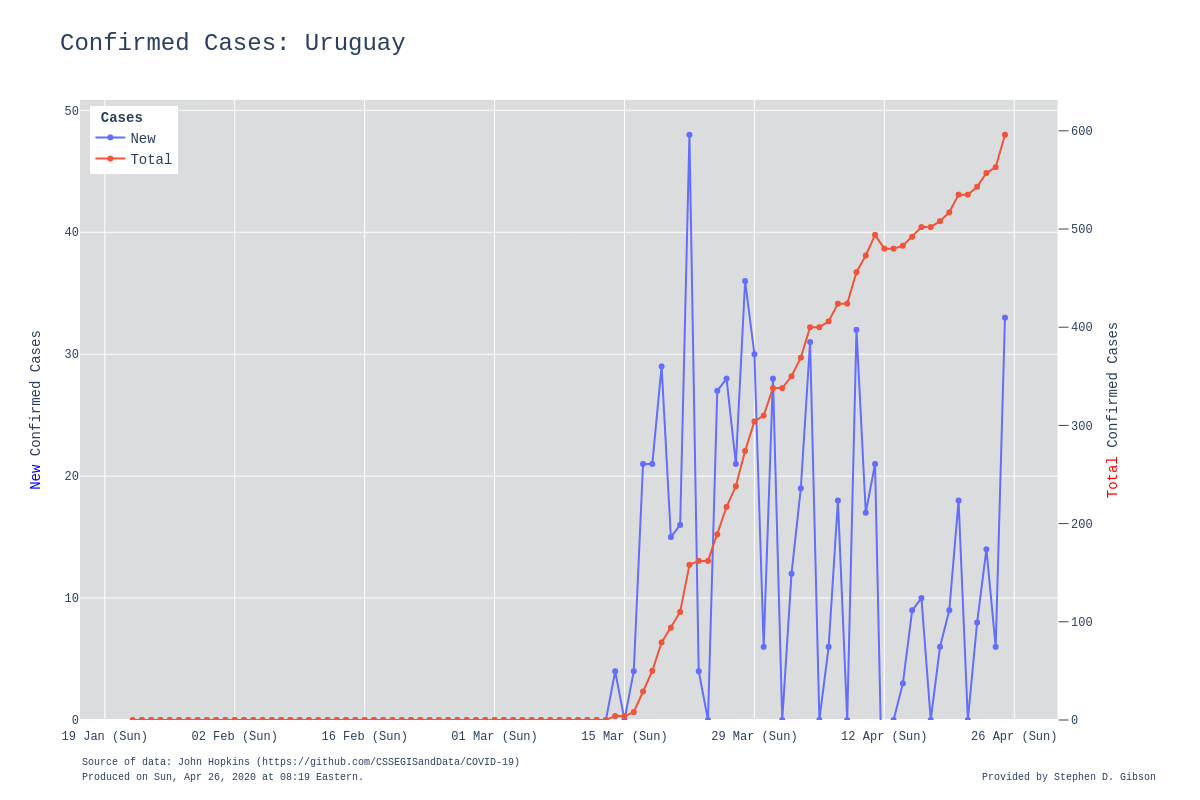 Confirmed Cases: Uruguay
Cases
New
Total
50
40
30
20
10
0
600
500
400
300
200
100
0
New Confirmed Cases
Total Confirmed Cases
19 Jan (Sun)
02 Feb (Sun)
16 Feb (Sun)
01 Mar (Sun)
15 Mar (Sun)
29 Mar (Sun)
12 Apr (Sun)
26 Apr (Sun)
Source of data: John Hopkins (https://github.com/CSSEGISandData/COVID-19)
Produced on Sun, Apr 26, 2020 at 08:19 Eastern.
Provided by Stephen D. Gibson